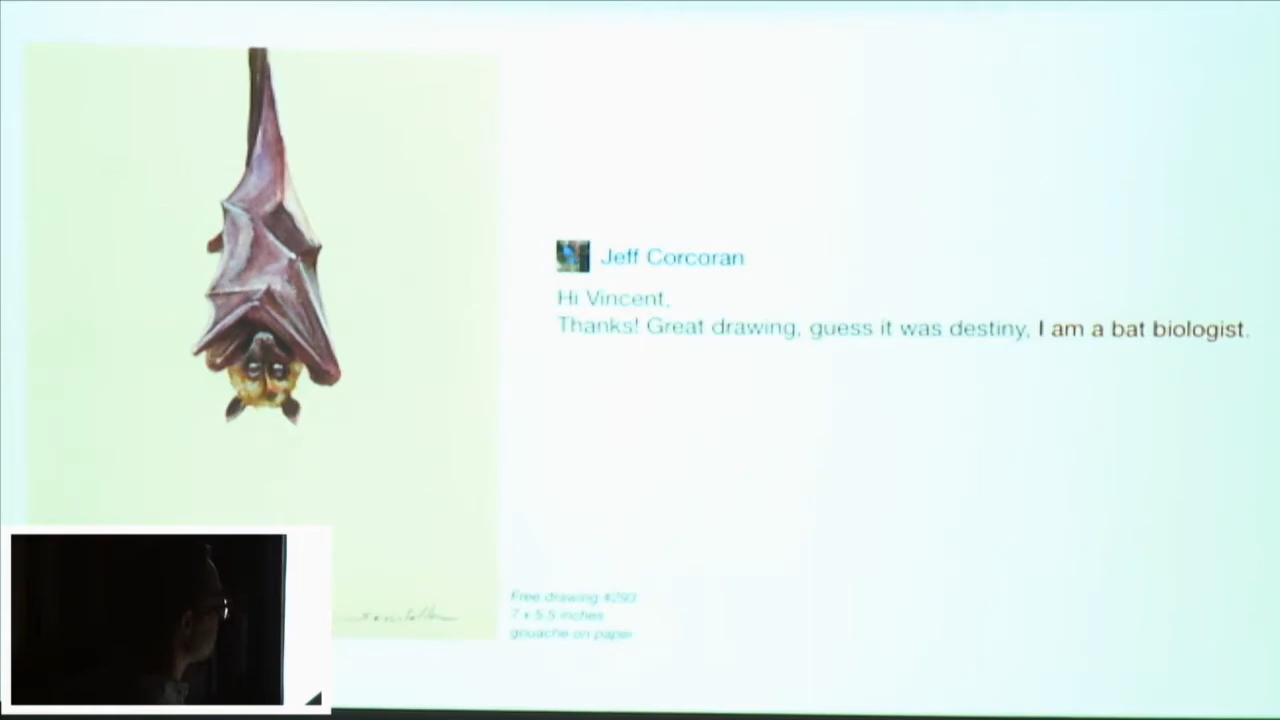 Jeff Corcoran
Hi Vincent,
Thanks! Great drawing, guess it was destiny, I am a bat biologist.
Free drawing #293
7 x 5.5 inches
gouache on paper